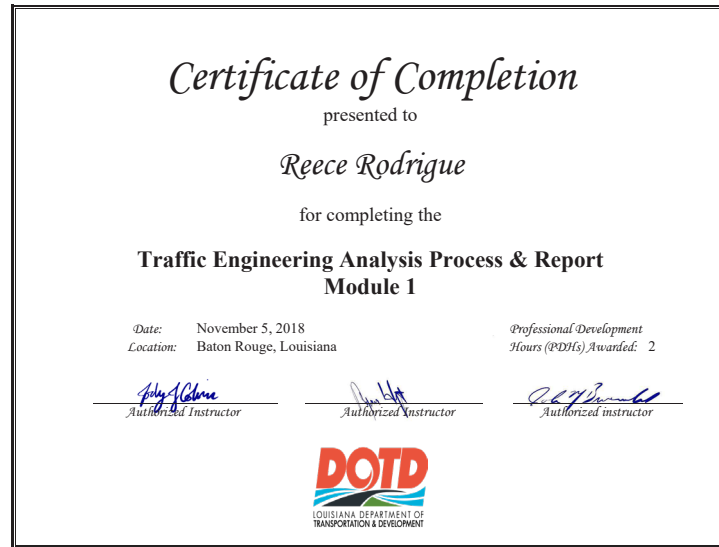 Certificate of Completion
presented to
Reece Rodrigue
for completing the
Traffic Engineering Analysis Process & Report
Module 1
Date: November 5, 2018
Location: Baton Rouge, Louisiana
Professional Development
Hours (PDHs) Awarded: 2
Authorized Instructor
Authorized Instructor
Authorized instructor
DOTD
LOUISIANA DEPARTMENT OF
TRANSPORTATION & DEVELOPMENT